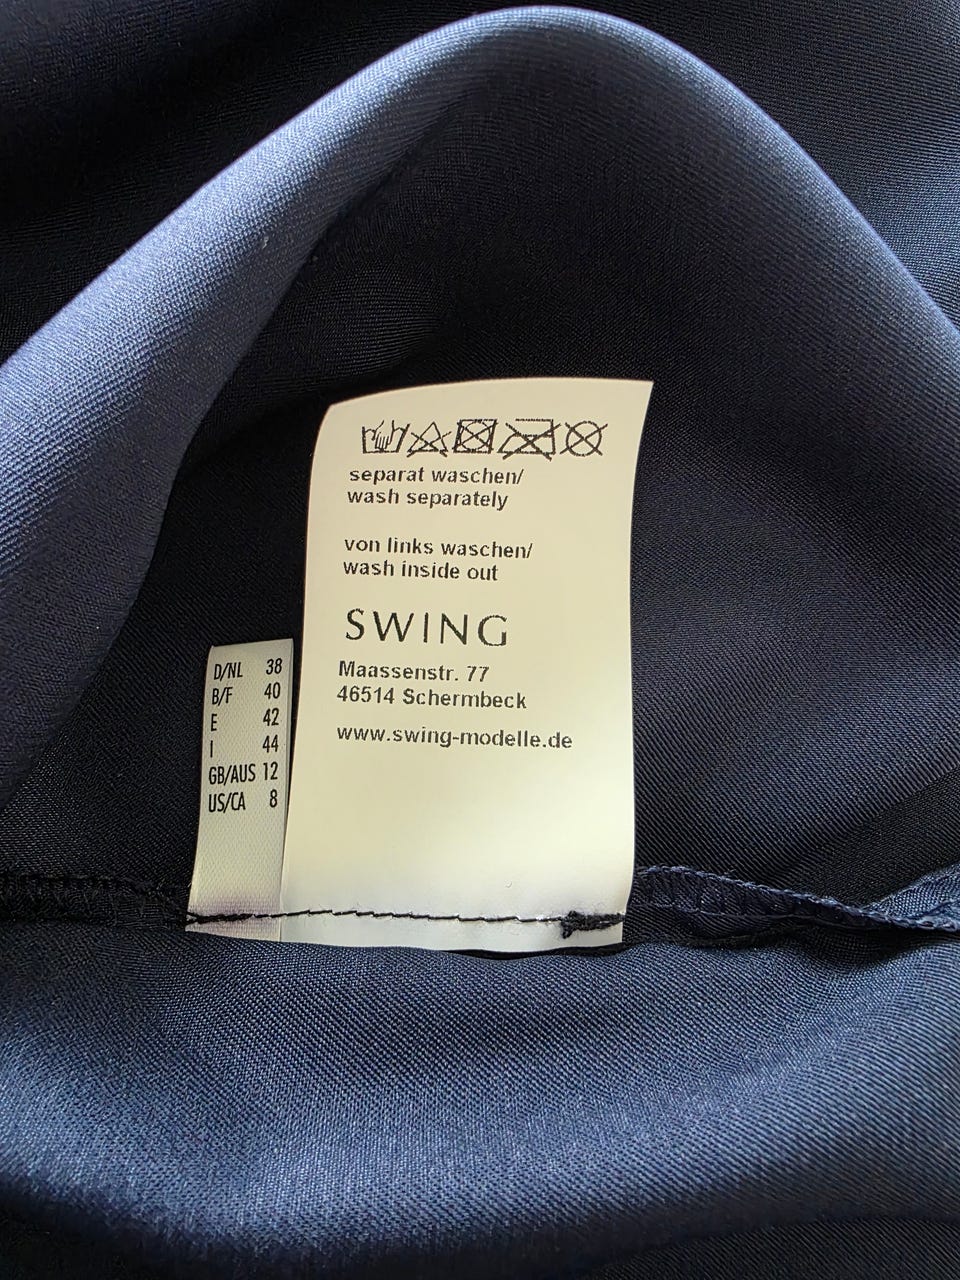 separat waschen/
wash separately
von links waschen/
wash inside out
SWING
Maassenstr. 77
46514 Schermbeck
www.swing-modelle.de
D/NL 38
B/F 40
E 42
I 44
GB/AUS 12
US/CA 8